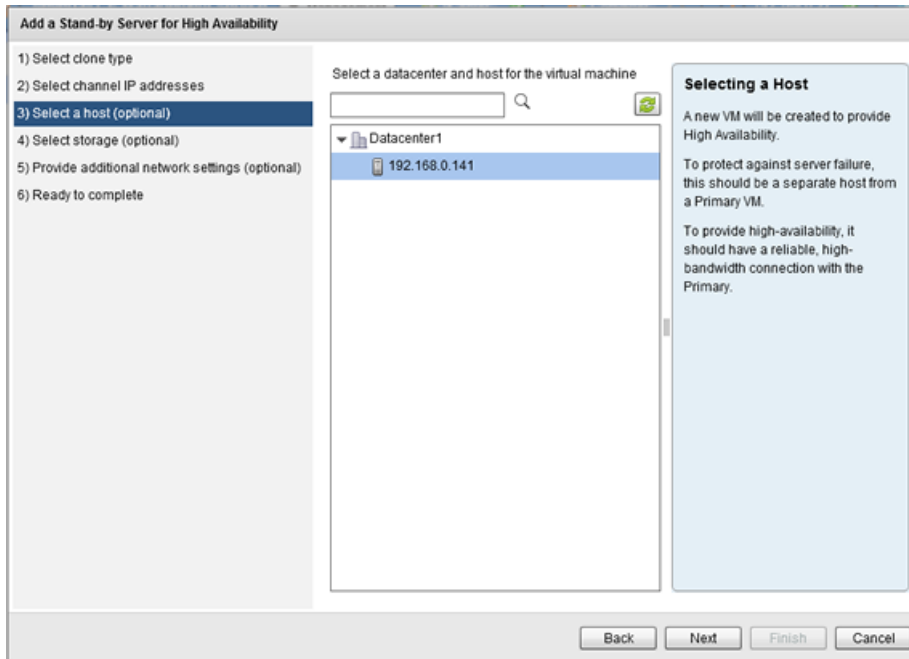 Add a Stand-by Server for High Availability
1) Select clone type
2) Select channel IP addresses
3) Select a host (optional)
4) Select storage (optional)
5) Provide additional network settings (optional)
6) Ready to complete
Select a datacenter and host for the virtual machine
Datacenter1
192.168.0.141
Selecting a Host
A new VM will be created to provide
High Availability.
To protect against server failure,
this should be a separate host from
a Primary VM.
To provide high-availability, it
should have a reliable, high-
bandwidth connection with the
Primary.
Back
Next
Finish
Cancel